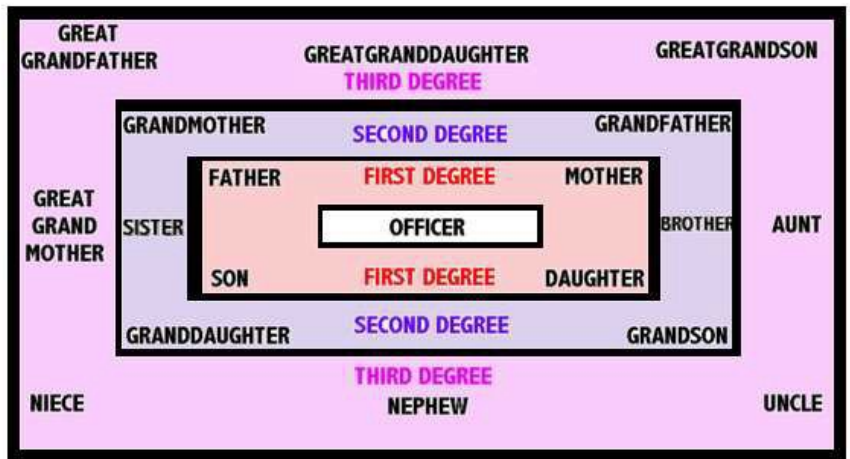 GREAT
GRANDFATHER
GREATGRANDDAUGHTER
GREATGRANDSON
THIRD DEGREE
GRANDMOTHER
SECOND DEGREE
GRANDFATHER
FATHER
FIRST DEGREE
MOTHER
GREAT
GRAND
MOTHER
SISTER
OFFICER
BROTHER
AUNT
SON
FIRST DEGREE
DAUGHTER
GRANDDAUGHTER
SECOND DEGREE
GRANDSON
THIRD DEGREE
NIECE
NEPHEW
UNCLE